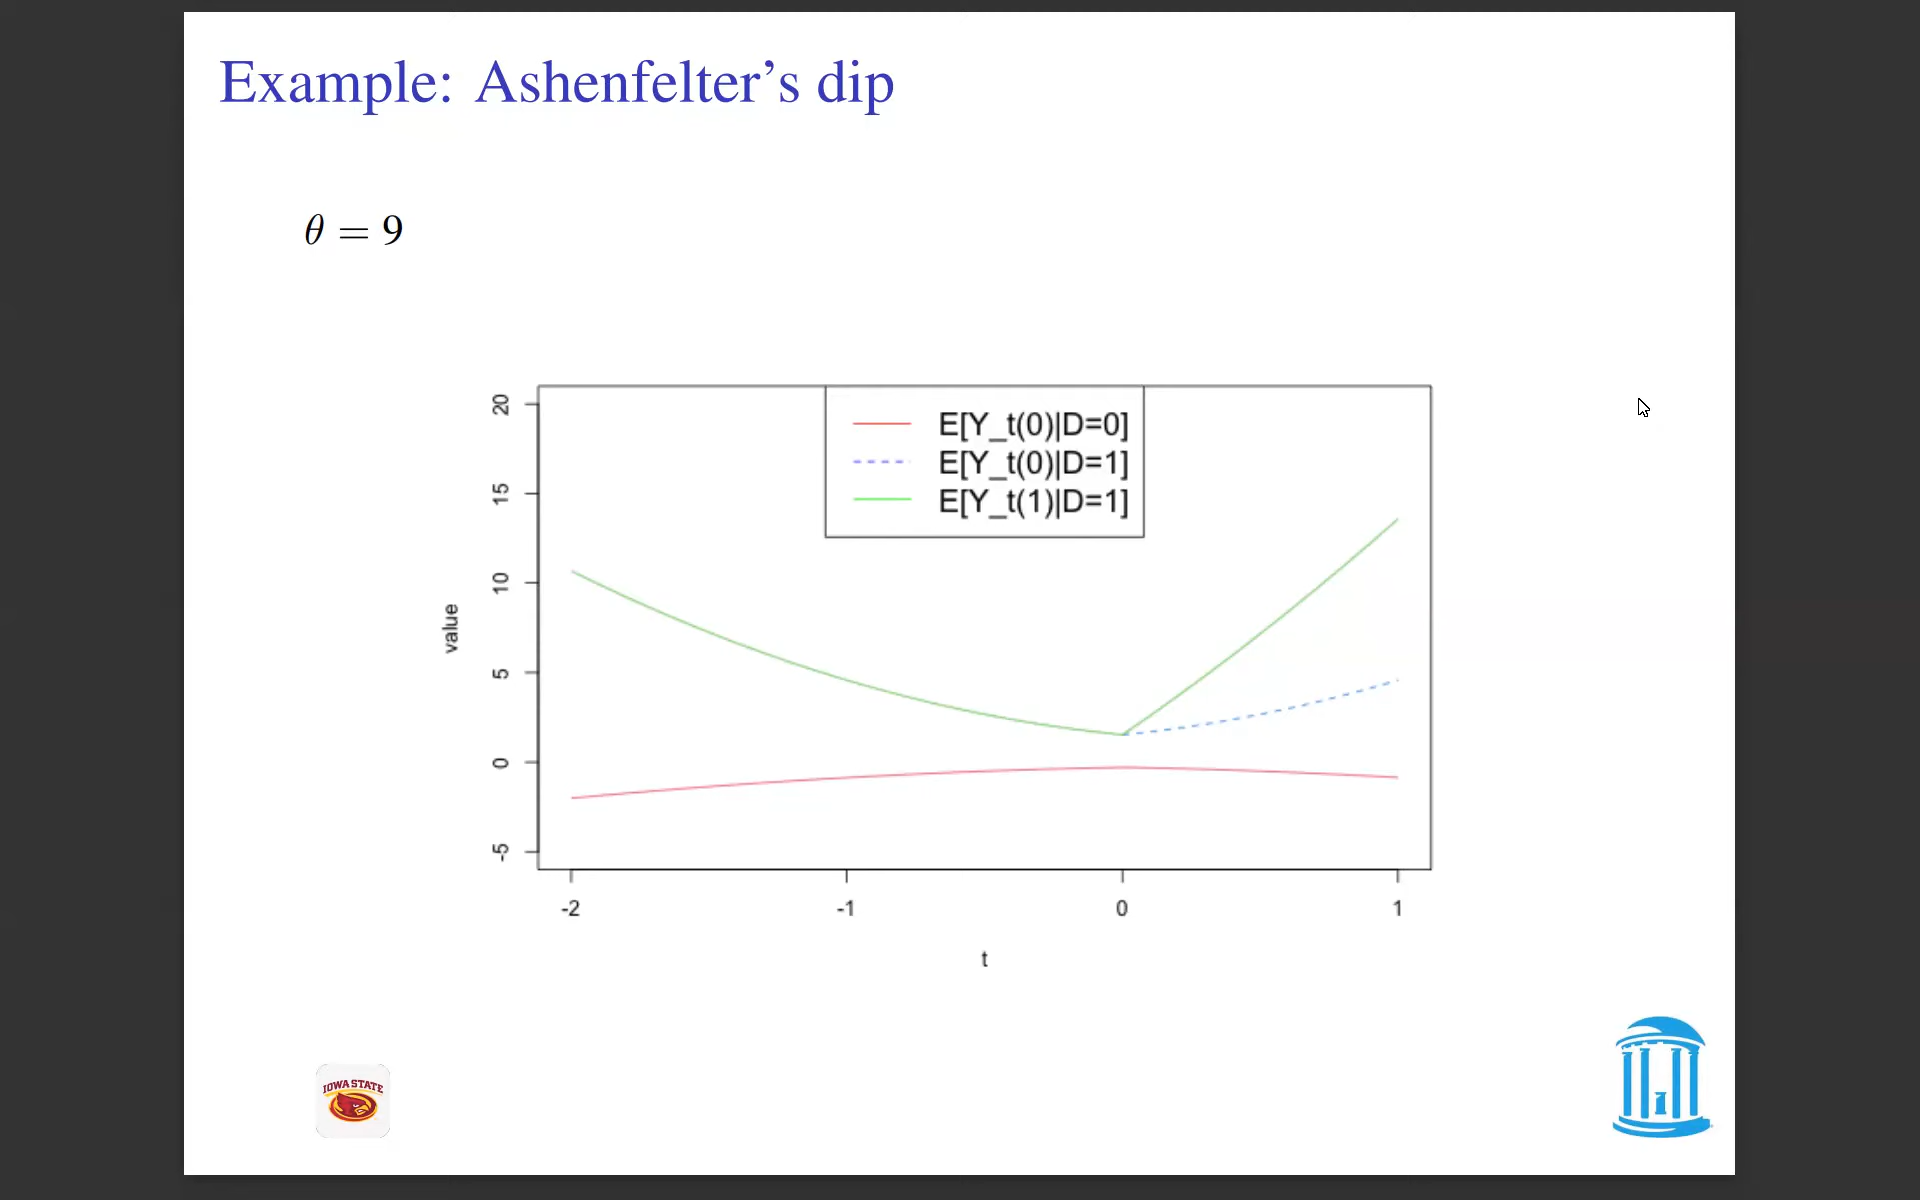 Example: Ashenfelter’s dip
θ = 9
E[Y_t(0)|D=0]
E[Y_t(0)|D=1]
E[Y_t(1)|D=1]
20
15
10
5
0
-5
value
-2 -1 0 1
t
IOWA STATE